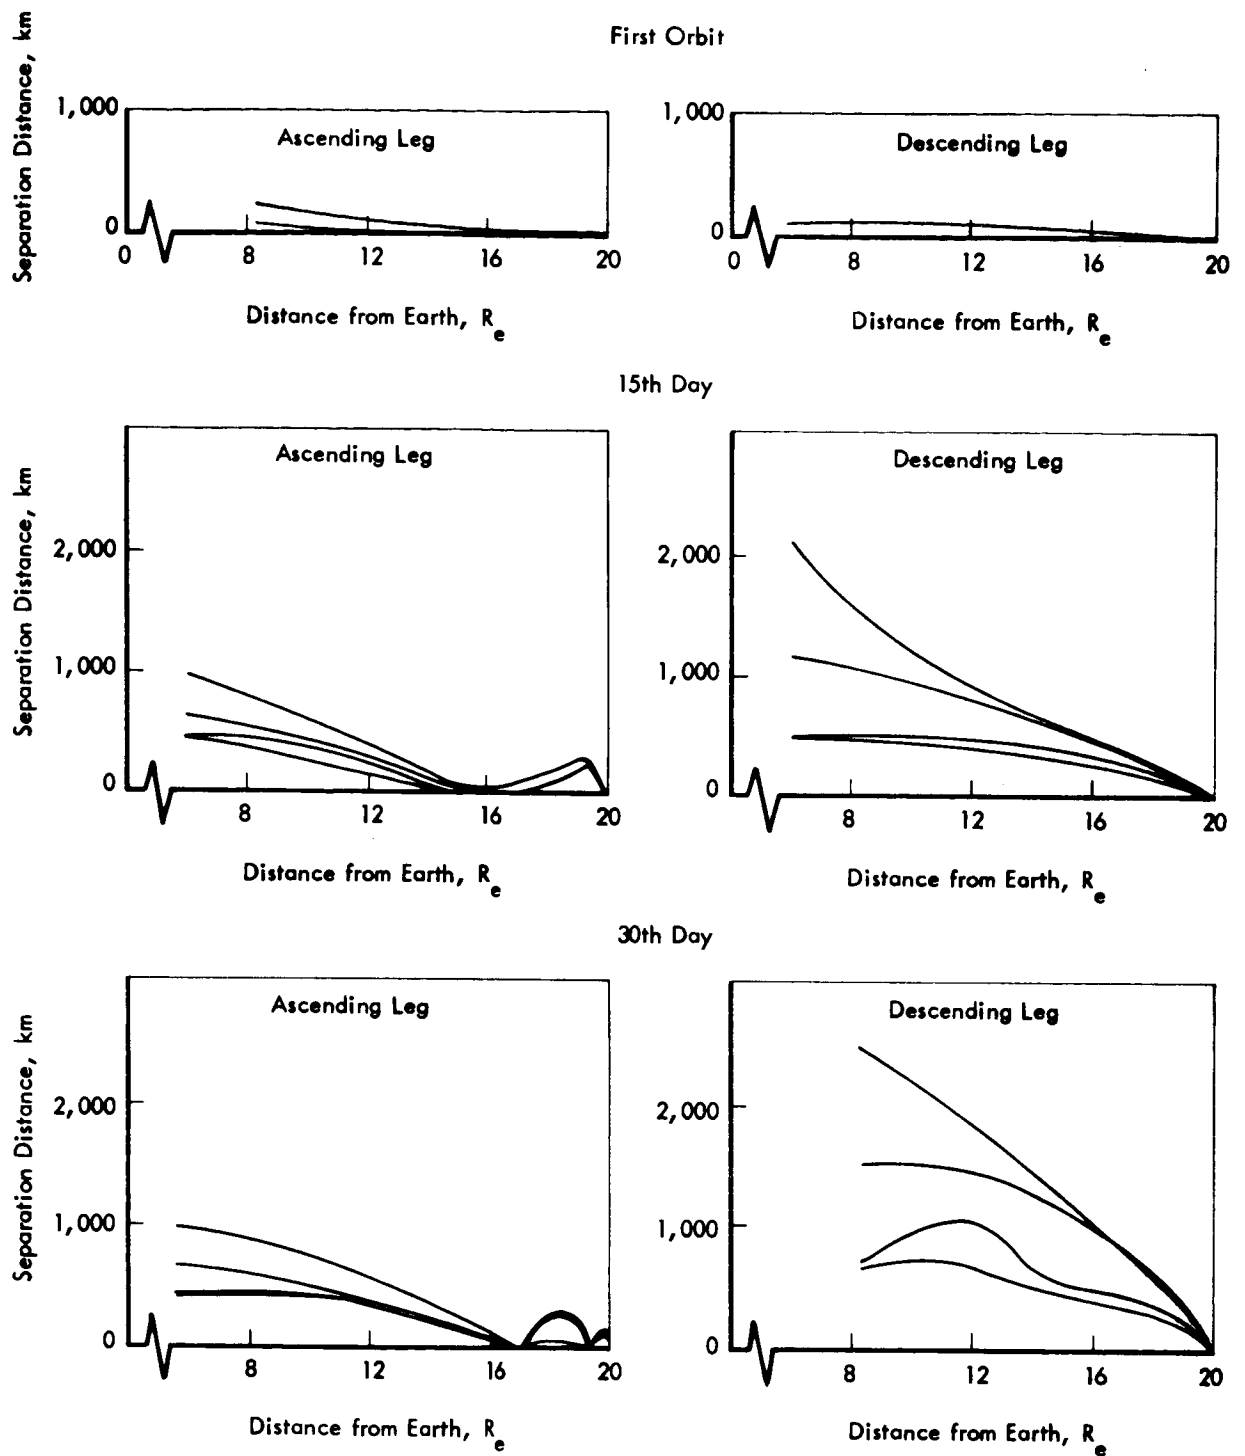 First Orbit
Separation Distance, km
1,000
0
Ascending Leg
0 8 12 16 20
Distance from Earth, Re
1,000
0
Descending Leg
0 8 12 16 20
Distance from Earth, Re
15th Day
Separation Distance, km
2,000
1,000
0
Ascending Leg
8 12 16 20
Distance from Earth, Re
2,000
1,000
0
Descending Leg
8 12 16 20
Distance from Earth, Re
30th Day
Separation Distance, km
2,000
1,000
0
Ascending Leg
8 12 16 20
Distance from Earth, Re
2,000
1,000
0
Descending Leg
8 12 16 20
Distance from Earth, Re